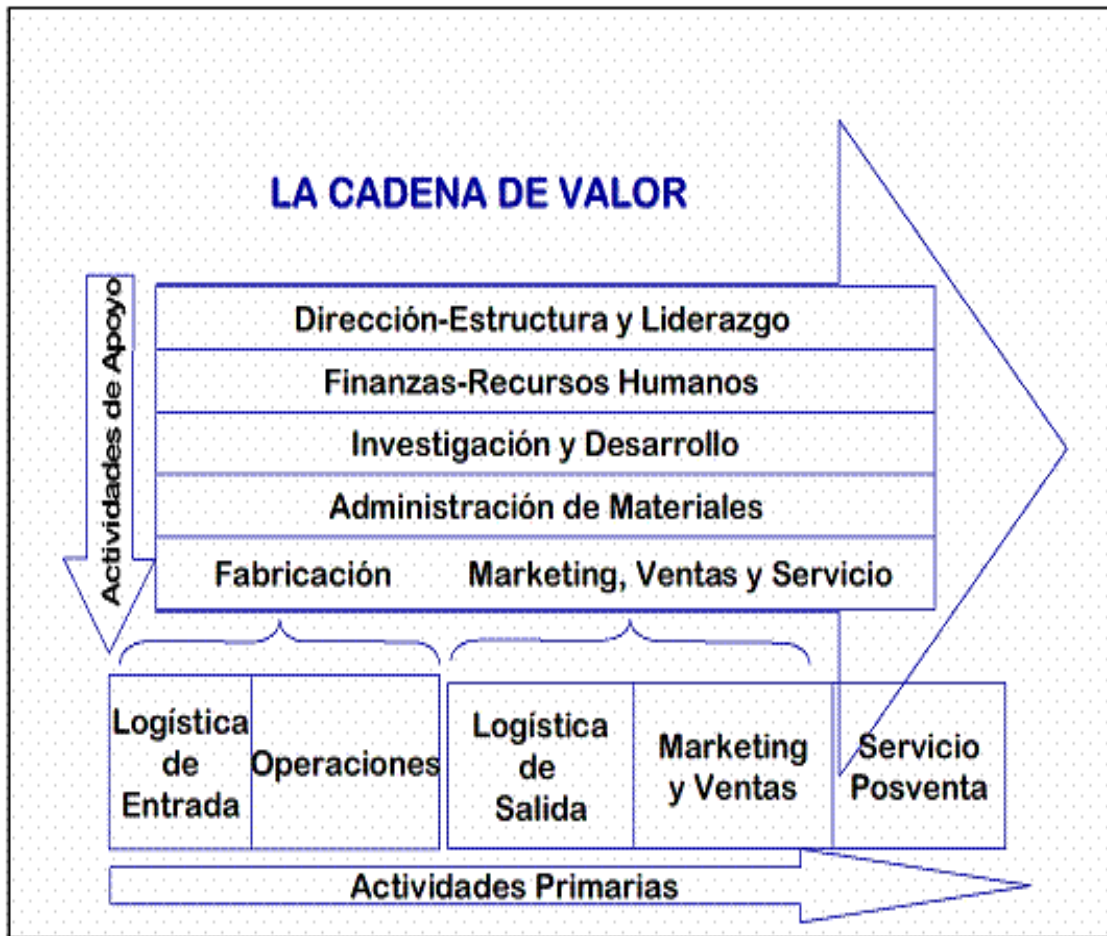 LA CADENA DE VALOR
Actividades de Apoyo
Dirección-Estructura y Liderazgo
Finanzas-Recursos Humanos
Investigación y Desarrollo
Administración de Materiales
Fabricación
Marketing, Ventas y Servicio
Logística
de
Entrada
Operaciones
Logística
de
Salida
Marketing
y Ventas
Servicio
Posventa
Actividades Primarias